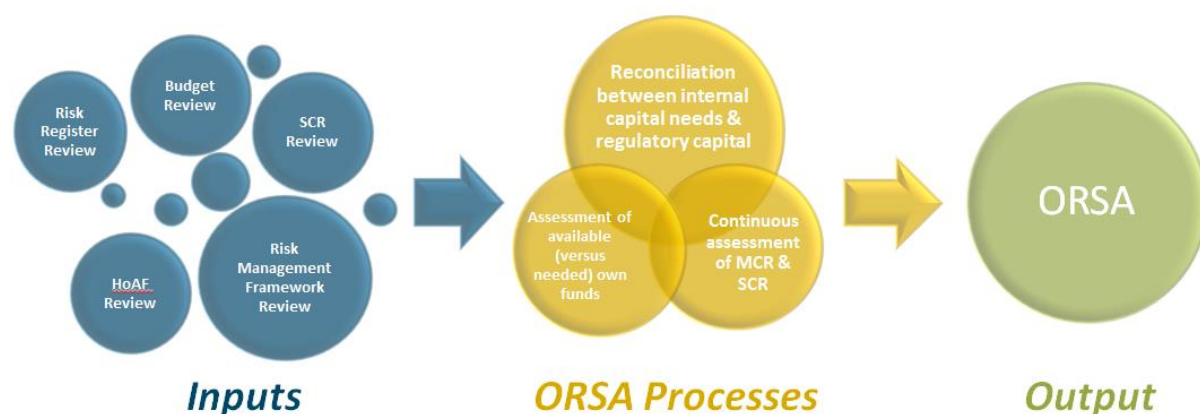 Risk
Register
Review
Budget
Review
SCR
Review
HoAF
Review
Risk
Management
Framework
Review
Inputs
Reconciliation
between internal
capital needs &
regulatory capital
Assessment of
available
(versus
needed) own
funds
Continuous
assessment
of MCR &
SCR
ORSA Processes
ORSA
Output